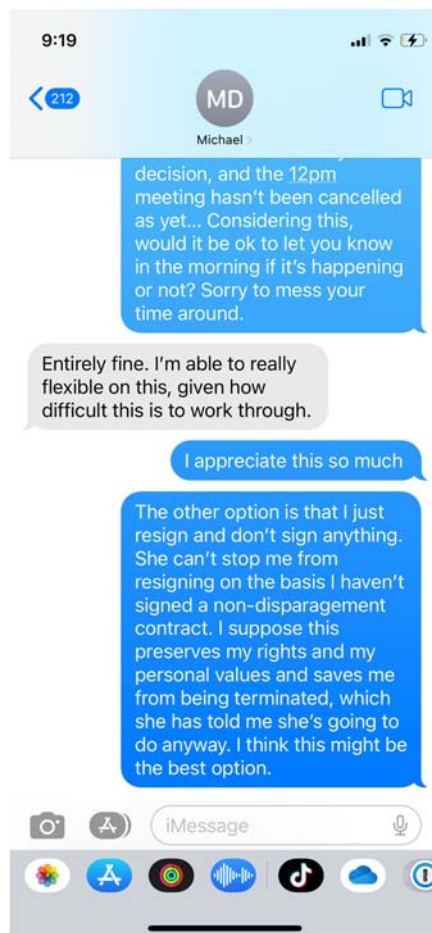 9:19
212
MD
Michael
decision, and the 12pm
meeting hasn't been cancelled
as yet... Considering this,
would it be ok to let you know
in the morning if it's happening
or not? Sorry to mess your
time around.
Entirely fine. I'm able to really
flexible on this, given how
difficult this is to work through.
I appreciate this so much
The other option is that I just
resign and don't sign anything.
She can't stop me from
resigning on the basis I haven't
signed a non-disparagement
contract. I suppose this
preserves my rights and my
personal values and saves me
from being terminated, which
she has told me she's going to
do anyway. I think this might be
the best option.
iMessage